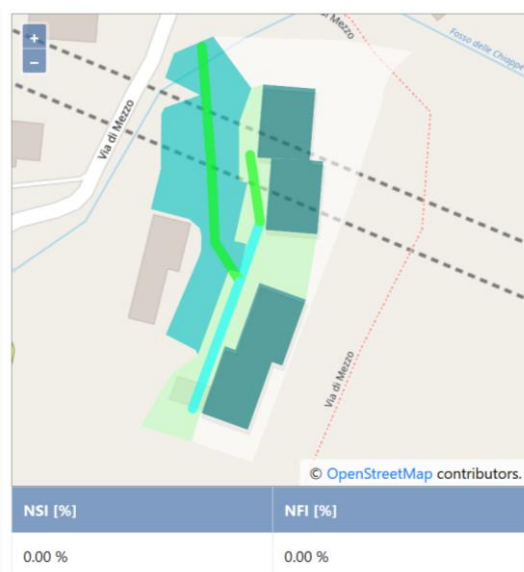 di Mezzo
Fosso delle Chiappe
+
−
Via di Mezzo
Via di Mezzo
© OpenStreetMap contributors.
NSI [%] NFI [%]
0.00 % 0.00 %